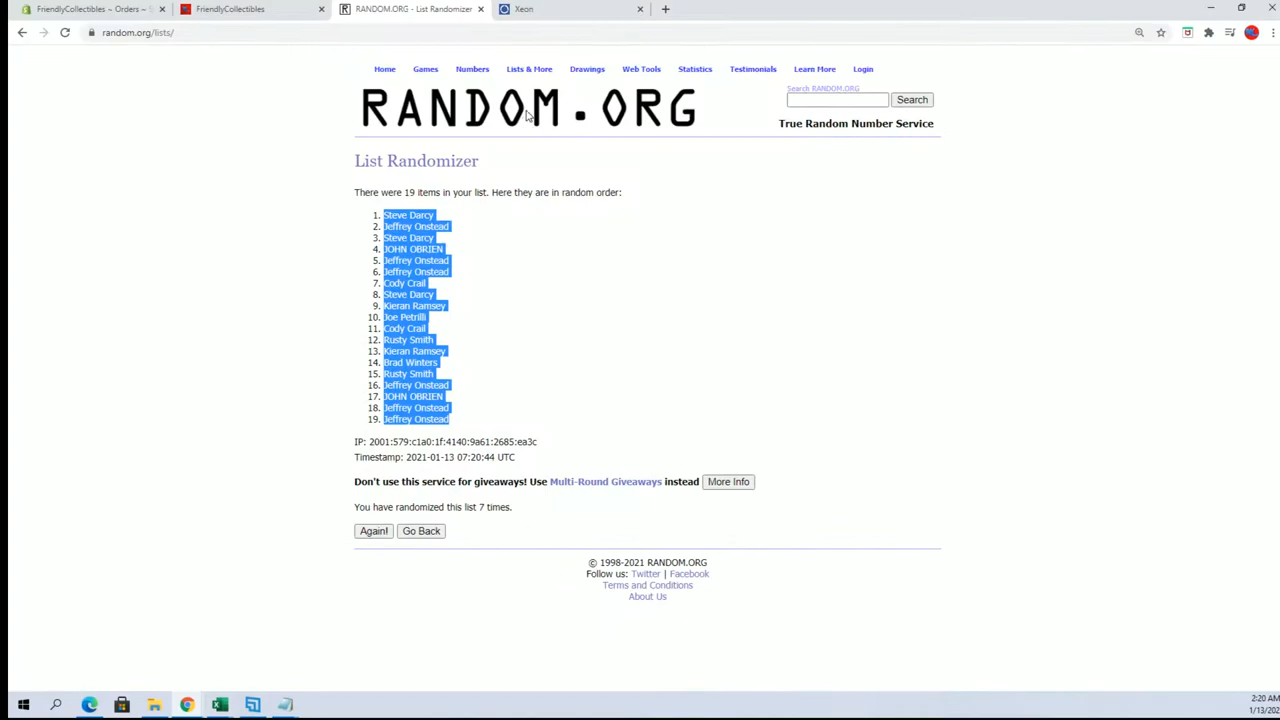 FriendlyCollectibles ~ Orders ~
FriendlyCollectibles
RANDOM.ORG - List Randomizer
Xeon
random.org/lists/
Home Games Numbers Lists & More Drawings Web Tools Statistics Testimonials Learn More Login
RANDOM.ORG
Search RANDOM.ORG
Search
True Random Number Service
List Randomizer
There were 19 items in your list. Here they are in random order:
1. Steve Darcy
2. Jeffrey Onstead
3. Steve Darcy
4. JOHN OBRIEN
5. Jeffrey Onstead
6. Jeffrey Onstead
7. Cody Crail
8. Steve Darcy
9. Kieran Ramsey
10. Joe Petrilli
11. Cody Crail
12. Rusty Smith
13. Kieran Ramsey
14. Brad Winters
15. Rusty Smith
16. Jeffrey Onstead
17. JOHN OBRIEN
18. Jeffrey Onstead
19. Jeffrey Onstead
IP: 2001:579:c1a0:1f:4140:9a61:2685:ea3c
Timestamp: 2021-01-13 07:20:44 UTC
Don't use this service for giveaways! Use Multi-Round Giveaways instead More Info
You have randomized this list 7 times.
Again! Go Back
© 1998-2021 RANDOM.ORG
Follow us: Twitter | Facebook
Terms and Conditions
About Us
2:20 AM
1/13/202